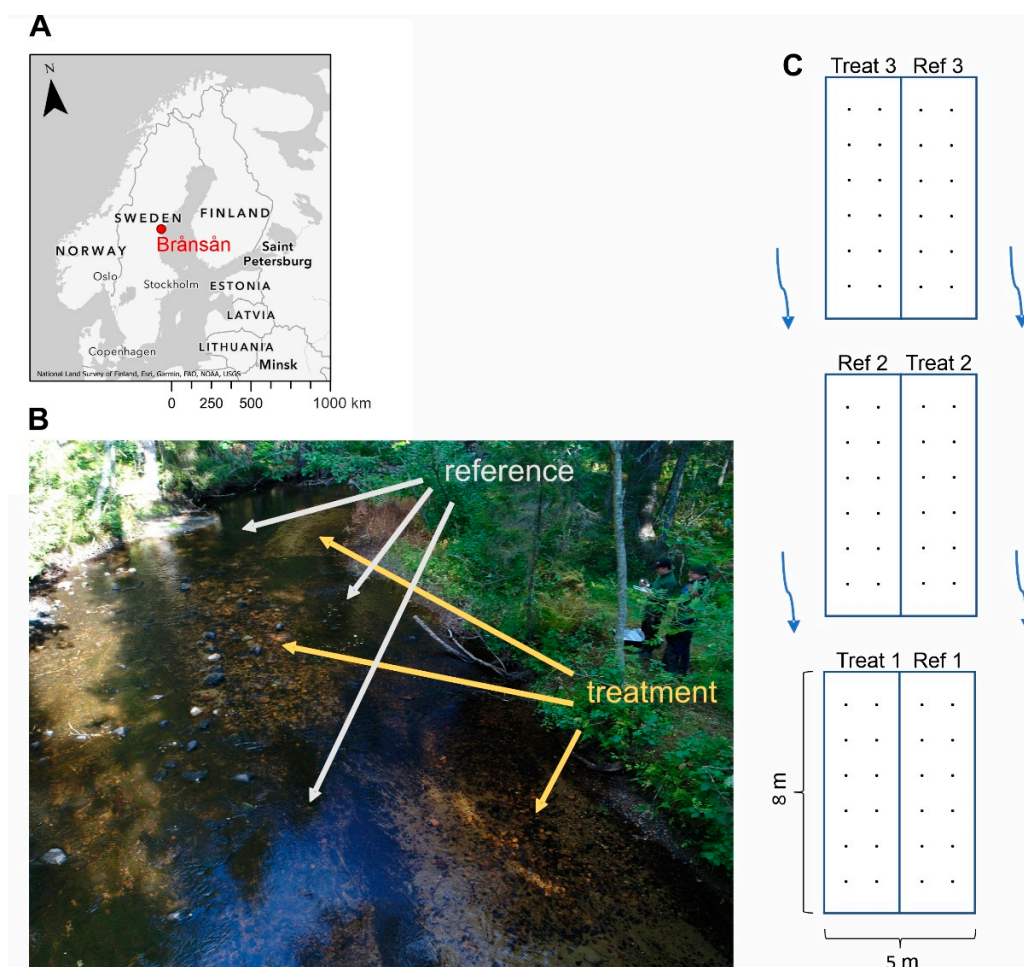 A
N
SWEDEN
FINLAND
Brånsån
NORWAY
Saint
Petersburg
Oslo
Stockholm
ESTONIA
LATVIA
LITHUANIA
Copenhagen
Minsk
National Land Survey of Finland, Esri, Garmin, FAO, NOAA, USGS
0 250 500 1000 km
B
reference
treatment
C
Treat 3 Ref 3
Ref 2 Treat 2
Treat 1 Ref 1
8 m
5 m